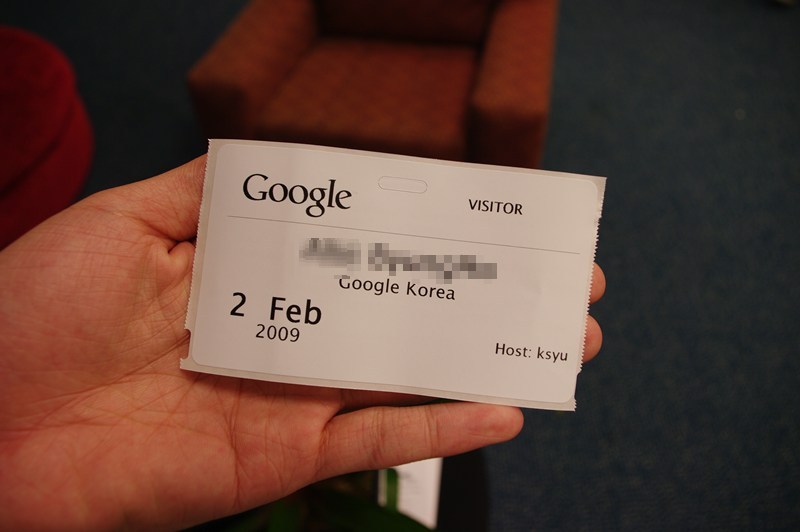 Google
VISITOR
Google Korea
2 Feb
2009
Host: ksyu